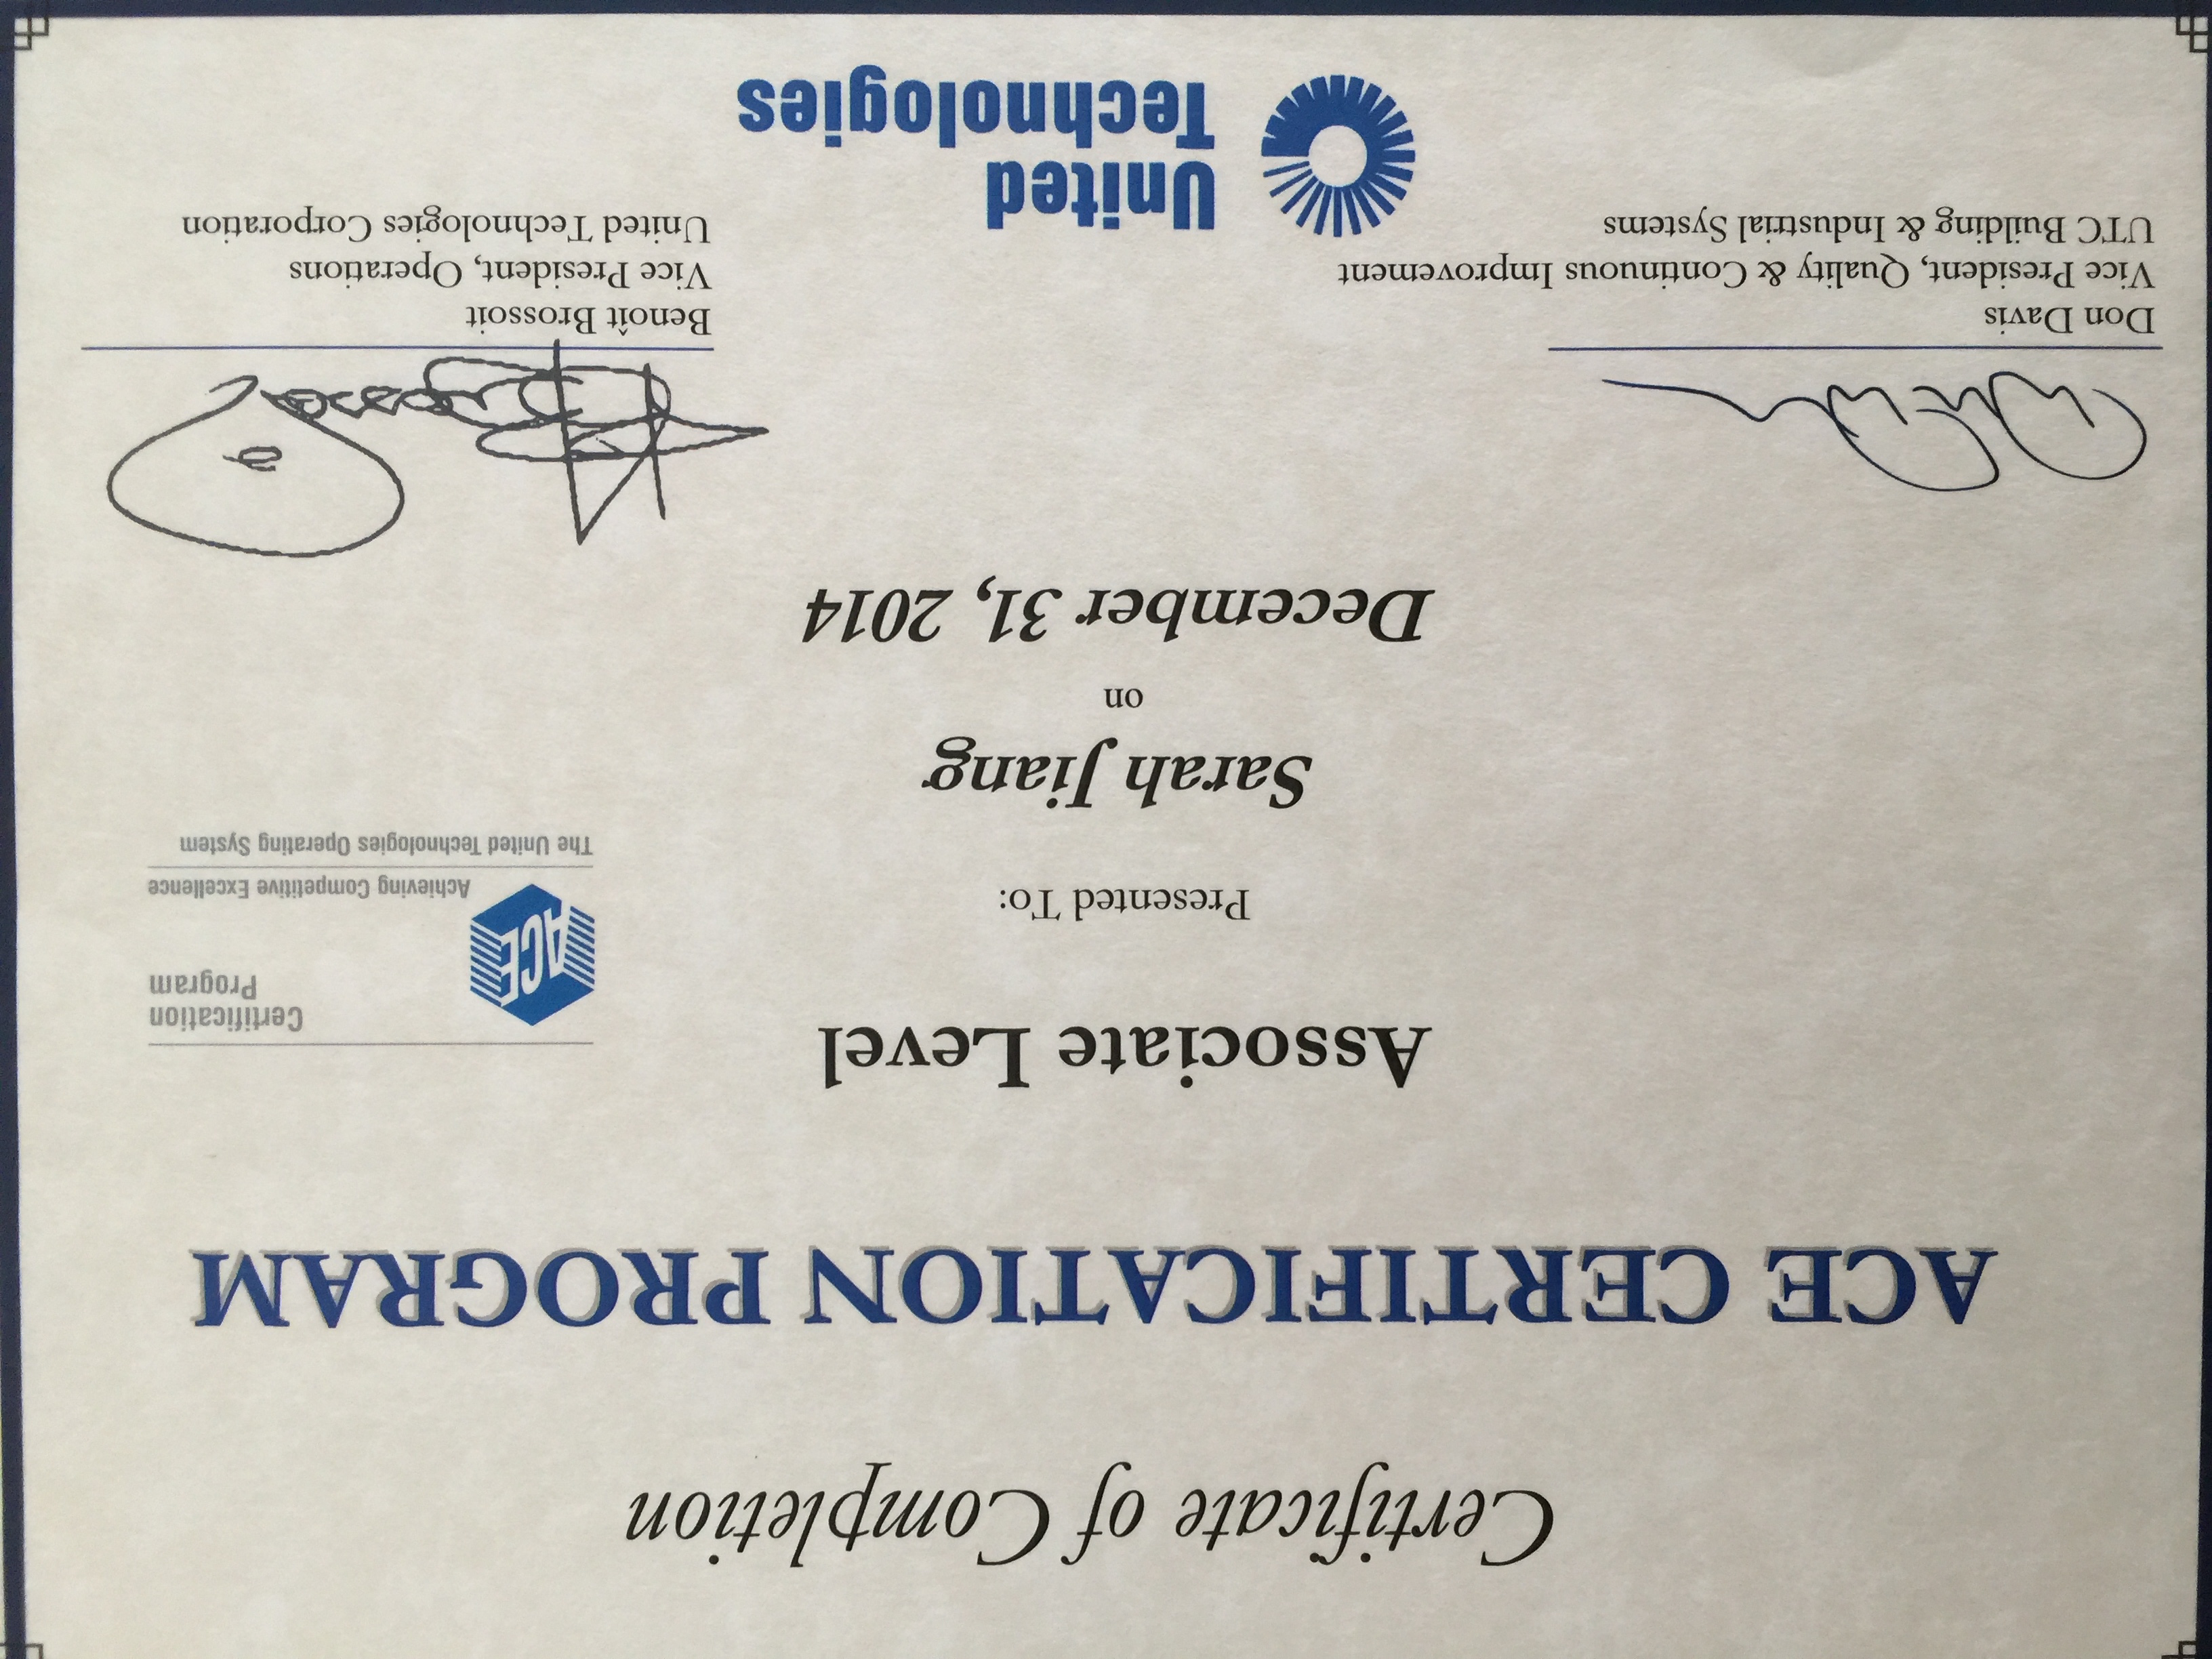 Certificate of Completion
ACE CERTIFICATION PROGRAM
Associate Level
Certification
Program
ACE
Achieving Competitive Excellence
The United Technologies Operating System
Presented To:
Sarah Jiang
on
December 31, 2014
Don Davis
Vice President, Quality & Continuous Improvement
UTC Building & Industrial Systems
Benoît Brossoit
Vice President, Operations
United Technologies Corporation
United
Technologies